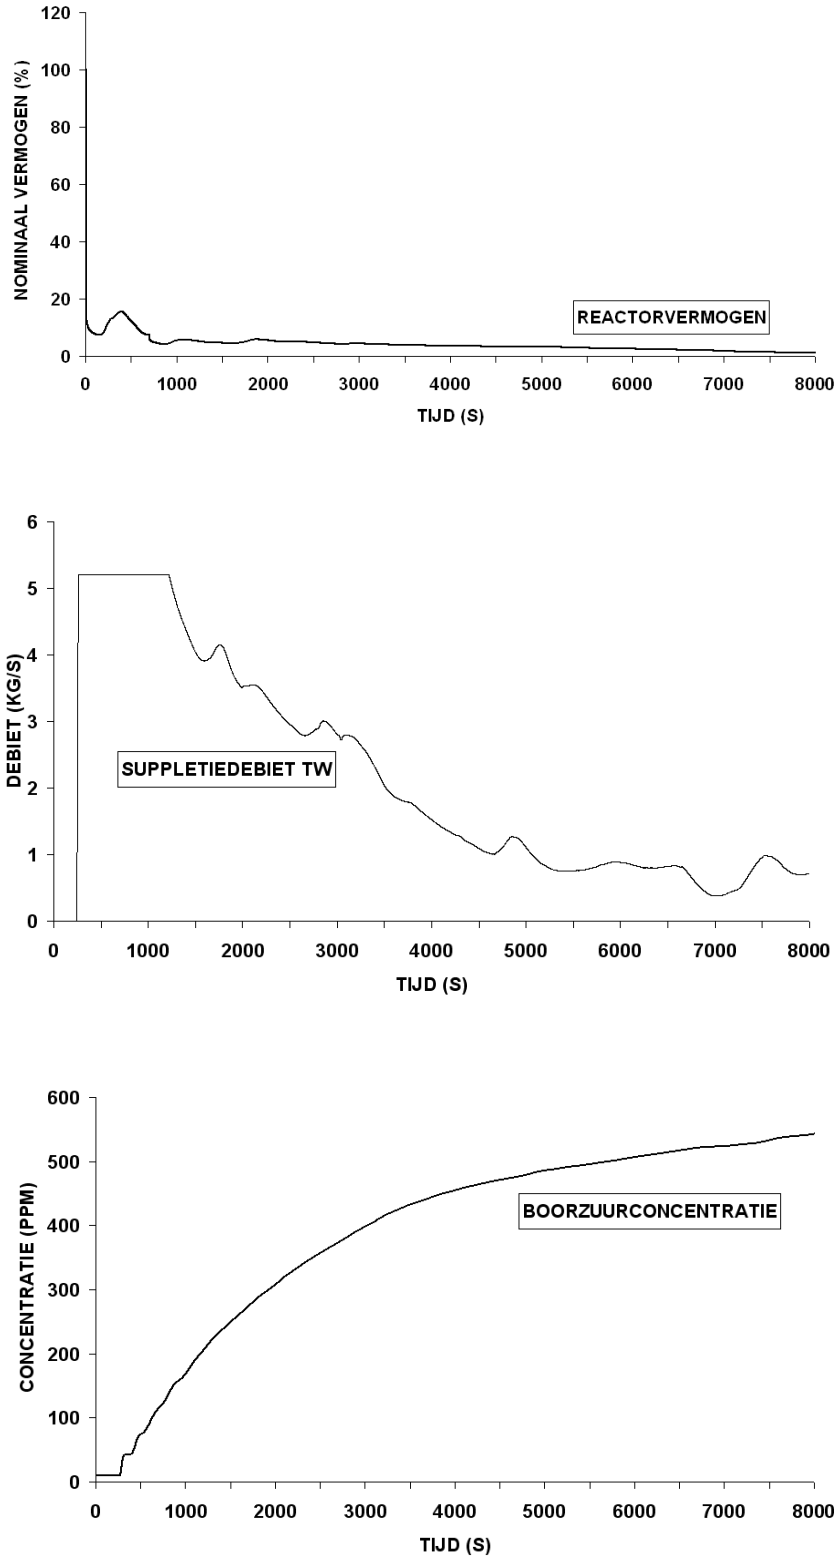 120
100
80
60
40
20
0
NOMINAAL VERMOGEN (%)
REACTORVERMOGEN
0 1000 2000 3000 4000 5000 6000 7000 8000
TIJD (S)
6
5
4
3
2
1
0
DEBIET (KG/S)
SUPPLETIEDEBIET TW
0 1000 2000 3000 4000 5000 6000 7000 8000
TIJD (S)
600
500
400
300
200
100
0
CONCENTRATIE (PPM)
BOORZUURCONCENTRATIE
0 1000 2000 3000 4000 5000 6000 7000 8000
TIJD (S)